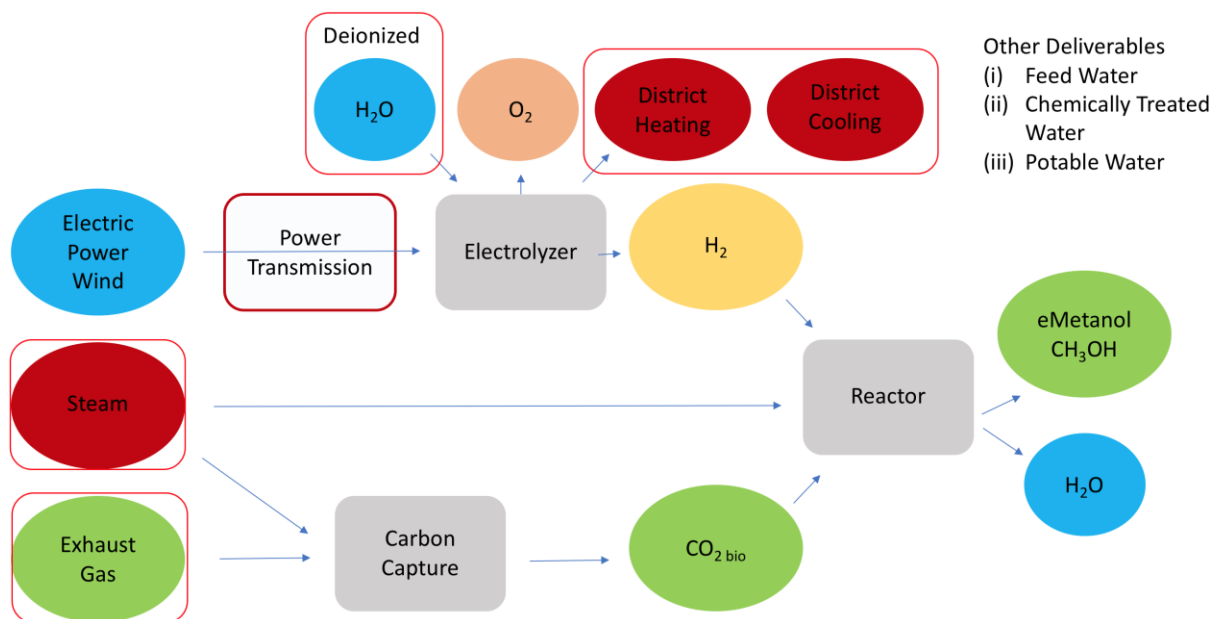 Deionized
H₂O
O₂
District
Heating
District
Cooling
Other Deliverables
(i) Feed Water
(ii) Chemically Treated
Water
(iii) Potable Water
Electric
Power
Wind
Power
Transmission
Electrolyzer
H₂
Steam
Reactor
eMetanol
CH₃OH
H₂O
Exhaust
Gas
Carbon
Capture
CO₂ bio